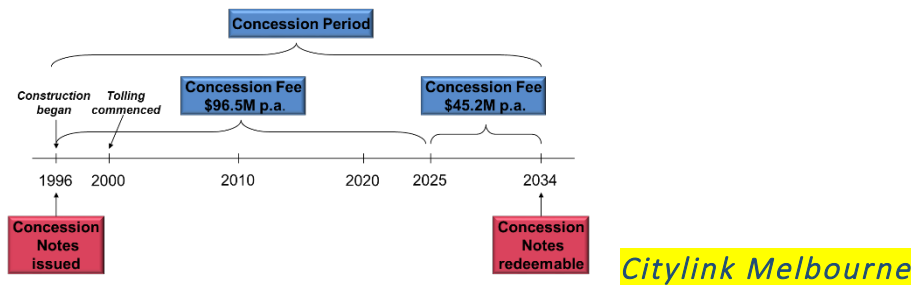 Concession Period
Concession Fee
$96.5M p.a.
Concession Fee
$45.2M p.a.
Construction
began
Tolling
commenced
1996
2000
2010
2020
2025
2034
Concession
Notes
issued
Concession
Notes
redeemable
Citylink Melbourne